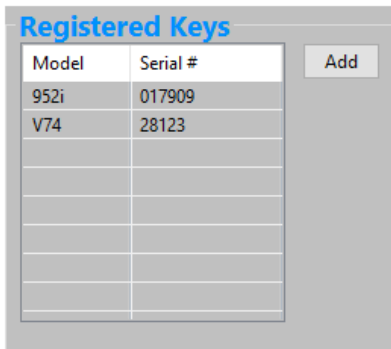 Registered Keys
Model Serial # Add
952i 017909
V74 28123